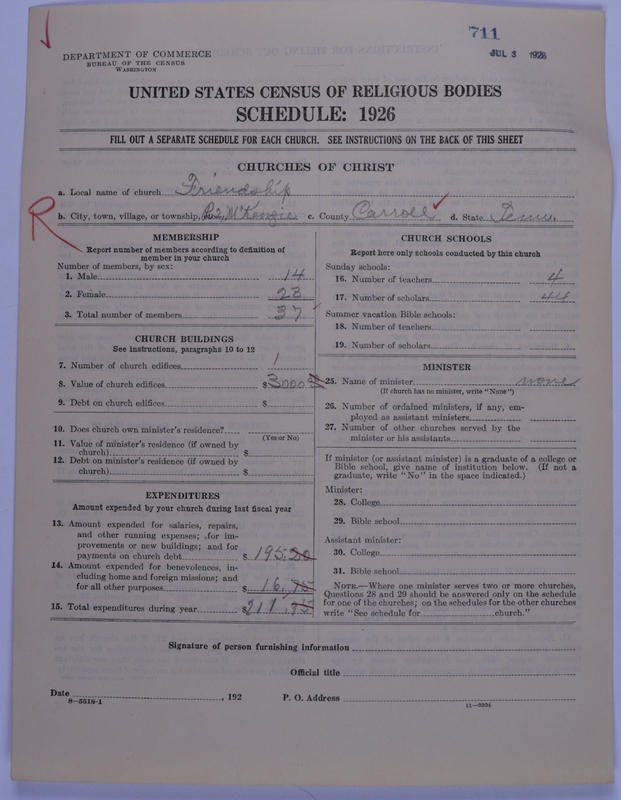 711
JUL 3 1926
DEPARTMENT OF COMMERCE
BUREAU OF THE CENSUS
WASHINGTON
UNITED STATES CENSUS OF RELIGIOUS BODIES
SCHEDULE: 1926
FILL OUT A SEPARATE SCHEDULE FOR EACH CHURCH. SEE INSTRUCTIONS ON THE BACK OF THIS SHEET
CHURCHES OF CHRIST
a. Local name of church Friendship
R
b. City, town, village, or township, McKenzie c. County Carroll d. State Tenn.
MEMBERSHIP
Report number of members according to definition of
member in your church
Number of members, by sex:
1. Male 14
2. Female 23
3. Total number of members 37
CHURCH BUILDINGS
See instructions, paragraphs 10 to 12
7. Number of church edifices 1
8. Value of church edifices $3000
9. Debt on church edifices $
10. Does church own minister's residence?
(Yes or No)
11. Value of minister's residence (if owned by
church) $
12. Debt on minister's residence (if owned by
church) $
EXPENDITURES
Amount expended by your church during last fiscal year
13. Amount expended for salaries, repairs,
and other running expenses; for im-
provements or new buildings; and for
payments on church debt $ 195.20
14. Amount expended for benevolences, in-
cluding home and foreign missions; and
for all other purposes $ 16.75
15. Total expenditures during year $211.95
CHURCH SCHOOLS
Report here only schools conducted by this church
Sunday schools:
16. Number of teachers 4
17. Number of scholars 44
Summer vacation Bible schools:
18. Number of teachers
19. Number of scholars
MINISTER
25. Name of minister none
(If church has no minister, write "None")
26. Number of ordained ministers, if any, em-
ployed as assistant ministers
27. Number of other churches served by the
minister or his assistants
If minister (or assistant minister) is a graduate of a college or
Bible school, give name of institution below. (If not a
graduate, write "No" in the space indicated.)
Minister:
28. College
29. Bible school
Assistant minister:
30. College
31. Bible school
NOTE.—Where one minister serves two or more churches,
Questions 28 and 29 should be answered only on the schedule
for one of the churches; on the schedules for the other churches
write "See schedule for church."
Signature of person furnishing information
Official title
Date , 192 P. O. Address
8—5518-1